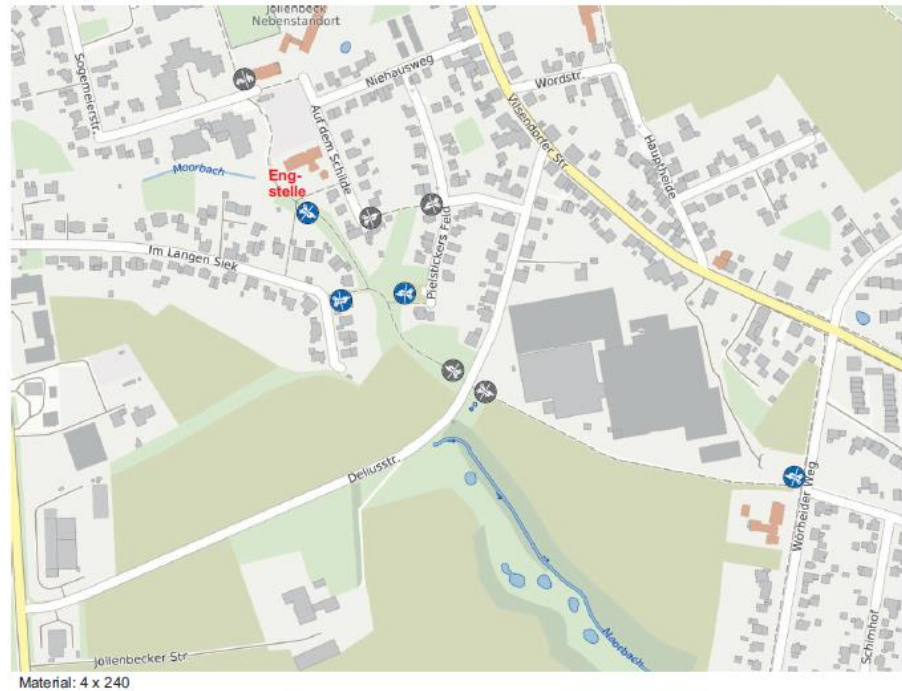 Jöllenbeck
Nebenstandort
Sogemeierstr.
Niehausweg
Wordstr.
Vilsendorfer Str.
Auf dem Schilde
Hauptheide
Moorbach
Eng-
stelle
Im Langen Siek
Pielstickers Feld
Deliusstr.
Wörheider Weg
Moorbach
Schimhof
Jöllenbecker Str.
Material: 4 x 240